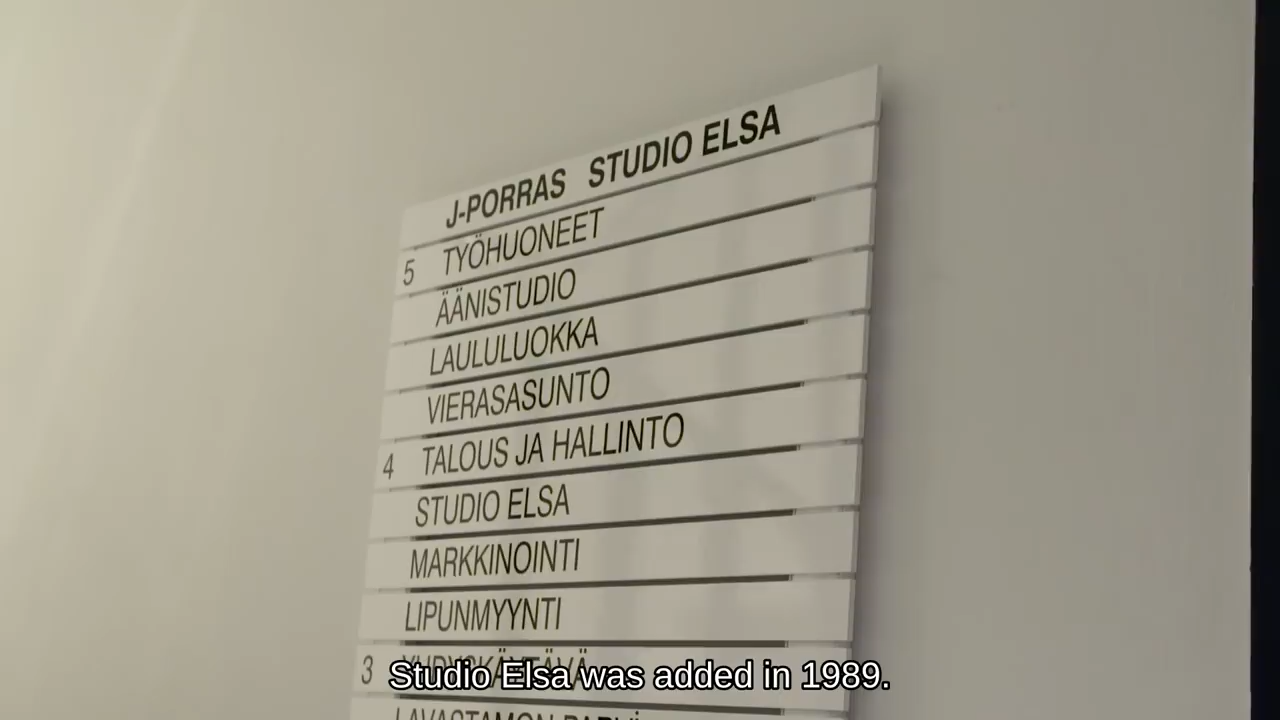 J-PORRAS STUDIO ELSA
5 TYÖHUONEET
ÄÄNISTUDIO
LAULULUOKKA
VIERASASUNTO
4 TALOUS JA HALLINTO
STUDIO ELSA
MARKKINOINTI
LIPUNMYYNTI
3 YHDYSKÄYTÄVÄ
Studio Elsa was added in 1989.